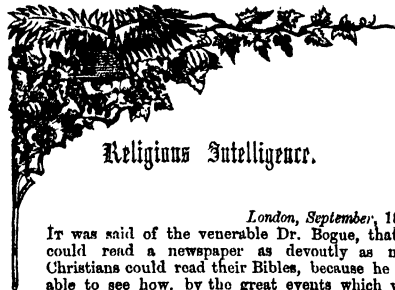 Religious Intelligence.
London, September, 18
IT was said of the venerable Dr. Bogue, that
could read a newspaper as devoutly as
Christians could read their Bibles, because he
able to see how, by the great events which